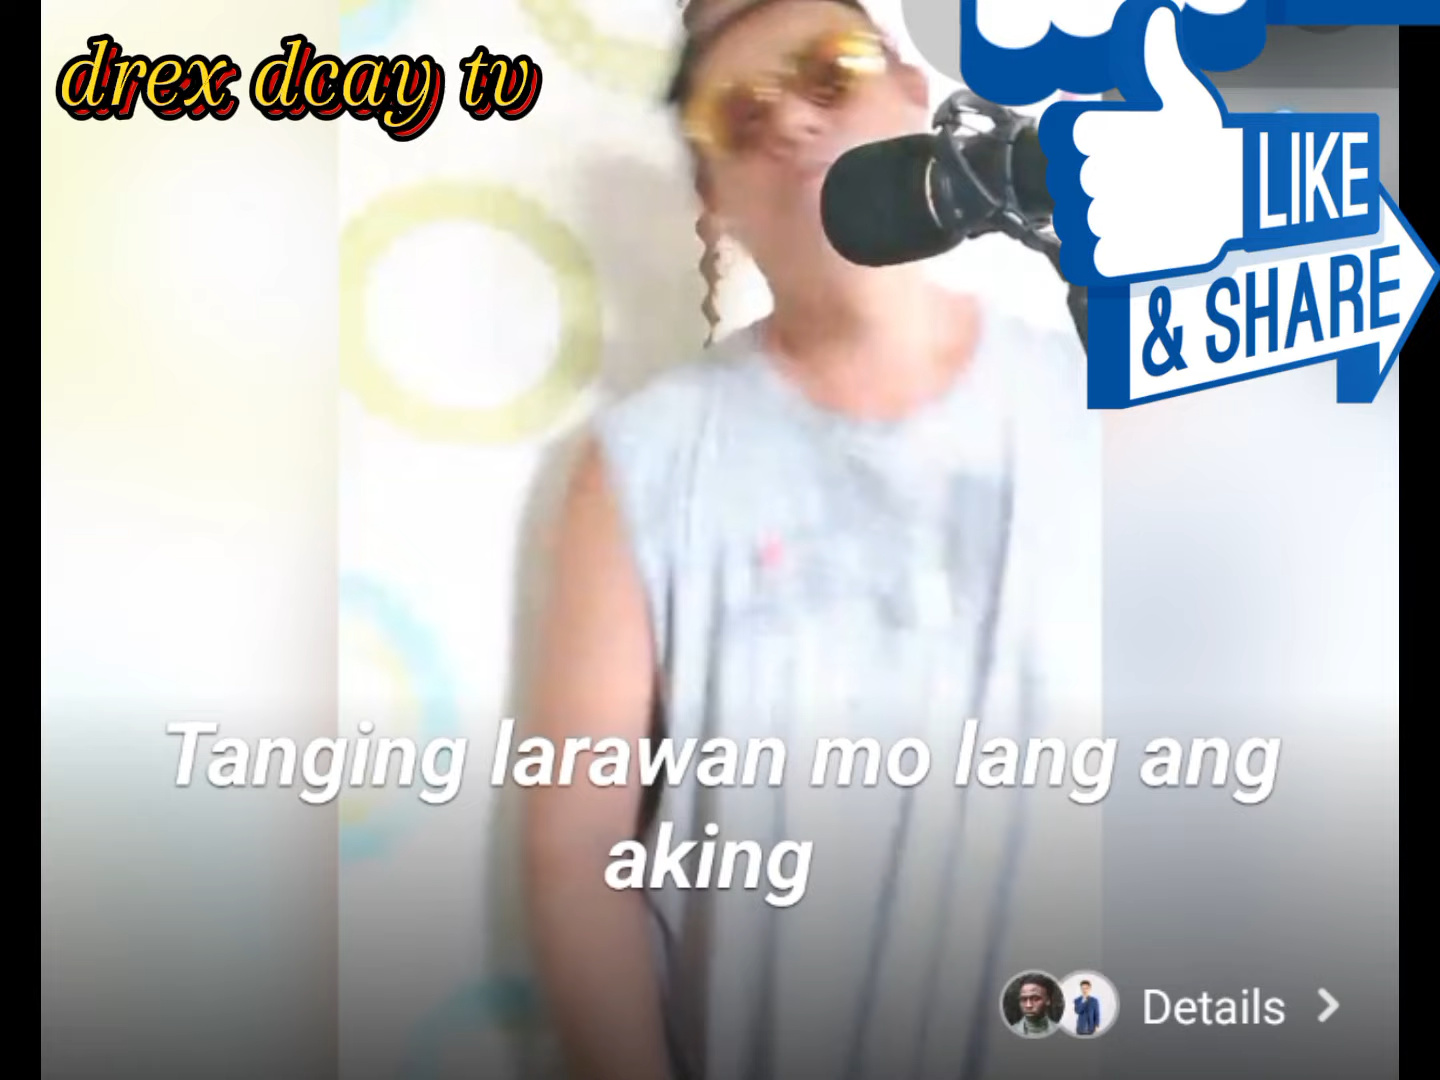 drex dcay tv
LIKE
& SHARE
Tanging larawan mo lang ang
aking
Details